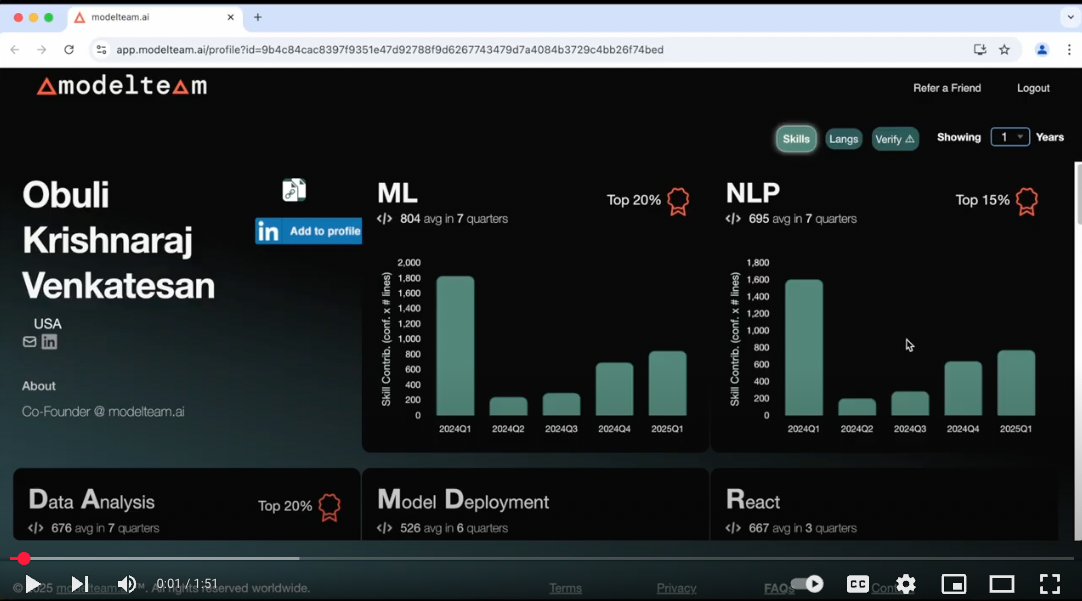 modelteam.ai
app.modelteam.ai/profile?id=9b4c84cac8397f9351e47d92788f9d6267743479d7a4084b3729c4bb26f74bed
modelteam
Refer a Friend
Logout
Skills
Langs
Verify ⚠
Showing
1
Years
Obuli
Krishnaraj
Venkatesan
in Add to profile
USA
in
About
Co-Founder @ modelteam.ai
ML
Top 20%
</> 804 avg in 7 quarters
Skill Contrib. (conf. x # lines)
2,000
1,800
1,600
1,400
1,200
1,000
800
600
400
200
0
2024Q1 2024Q2 2024Q3 2024Q4 2025Q1
NLP
Top 15%
</> 695 avg in 7 quarters
Skill Contrib. (conf. x # lines)
1,800
1,600
1,400
1,200
1,000
800
600
400
200
0
2024Q1 2024Q2 2024Q3 2024Q4 2025Q1
Data Analysis
Top 20%
</> 676 avg in 7 quarters
Model Deployment
</> 526 avg in 6 quarters
React
</> 667 avg in 3 quarters
0:01 / 1:51
CC
©2025 modelteam™. All rights reserved worldwide.
Terms
Privacy
FAQs